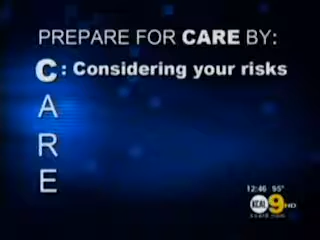 PREPARE FOR CARE BY:
C: Considering your risks
A
R
E
12:46 95°
KCAL 9 HD